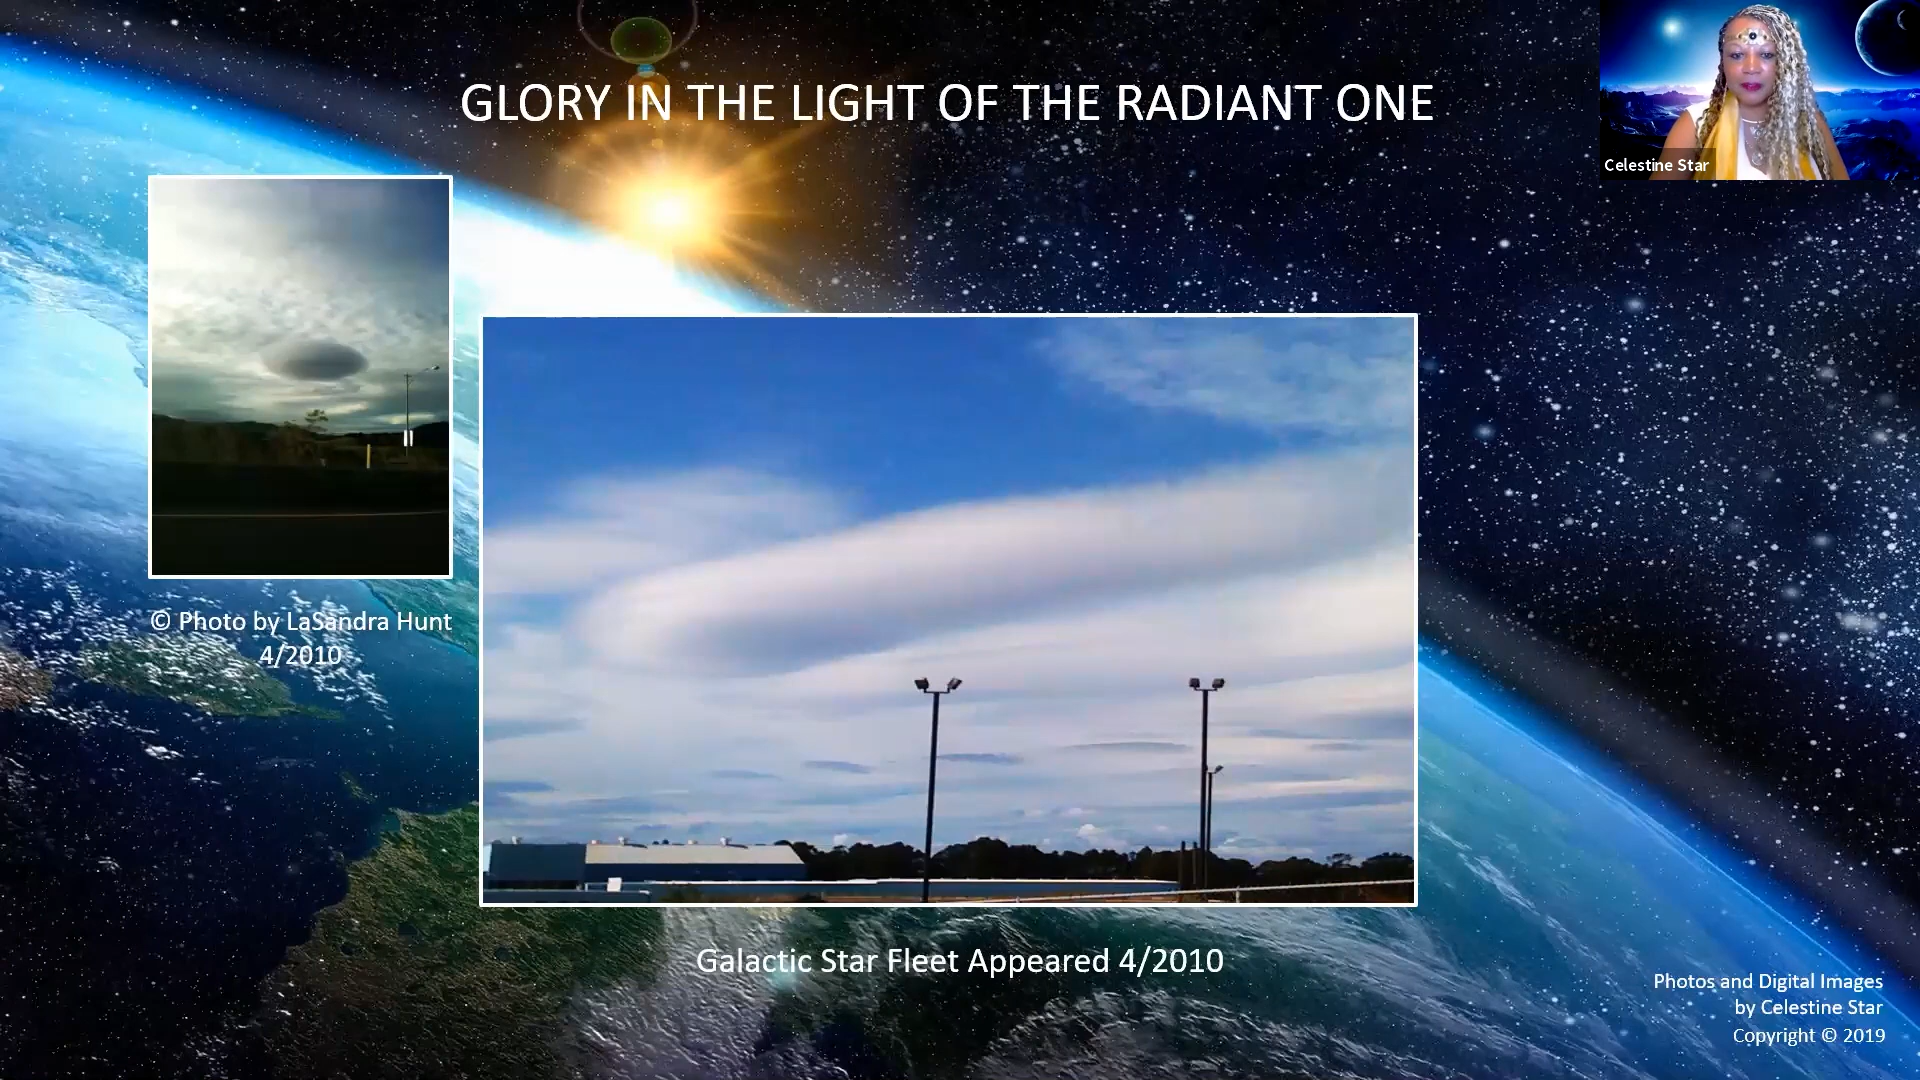 GLORY IN THE LIGHT OF THE RADIANT ONE
Celestine Star
© Photo by LaSandra Hunt
4/2010
Galactic Star Fleet Appeared 4/2010
Photos and Digital Images
by Celestine Star
Copyright © 2019